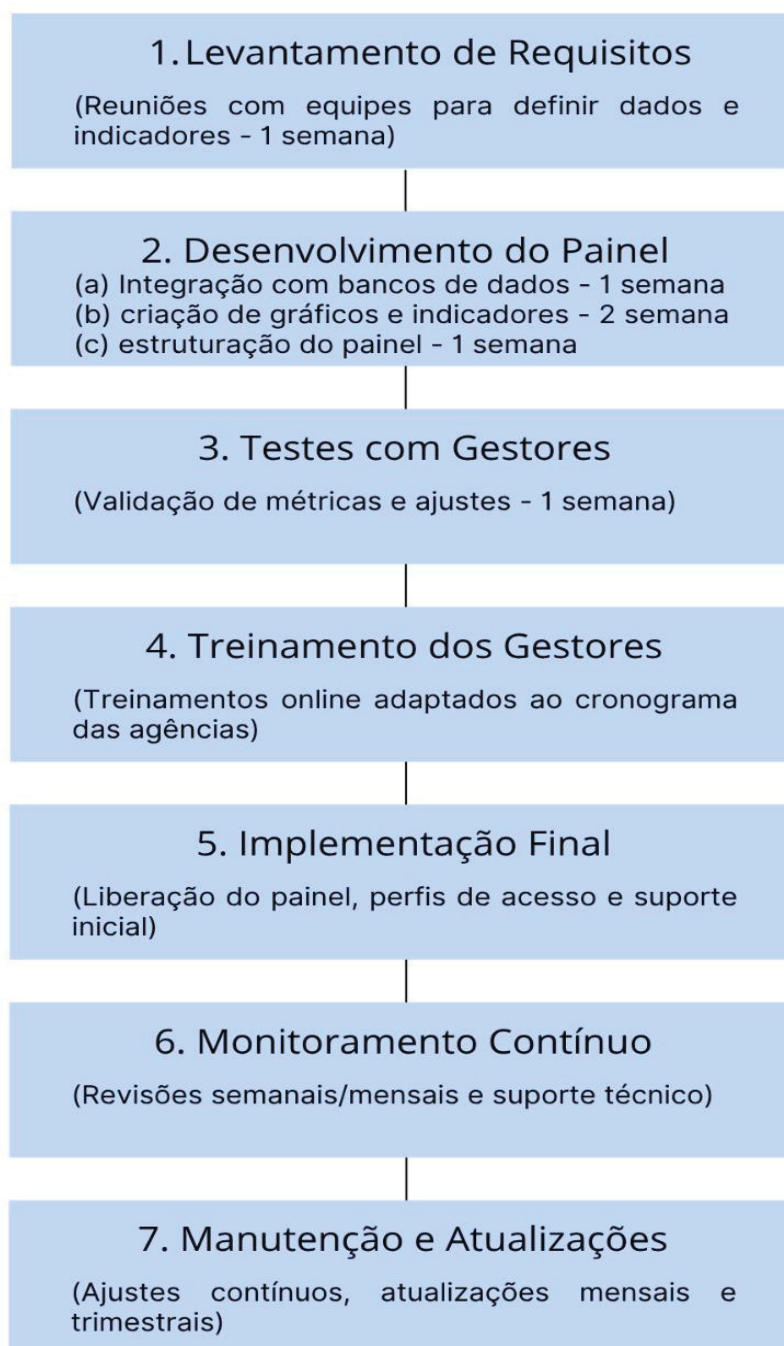 1. Levantamento de Requisitos
(Reuniões com equipes para definir dados e
indicadores - 1 semana)
2. Desenvolvimento do Painel
(a) Integração com bancos de dados - 1 semana
(b) criação de gráficos e indicadores - 2 semana
(c) estruturação do painel - 1 semana
3. Testes com Gestores
(Validação de métricas e ajustes - 1 semana)
4. Treinamento dos Gestores
(Treinamentos online adaptados ao cronograma
das agências)
5. Implementação Final
(Liberação do painel, perfis de acesso e suporte
inicial)
6. Monitoramento Contínuo
(Revisões semanais/mensais e suporte técnico)
7. Manutenção e Atualizações
(Ajustes contínuos, atualizações mensais e
trimestrais)